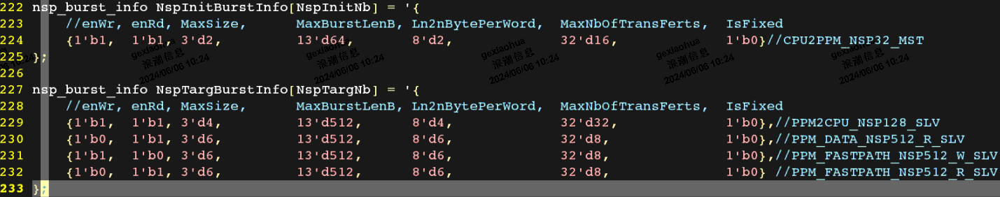 222 nsp_burst_info NspInitBurstInfo[NspInitNb] = '{
223     //enWr, enRd, MaxSize,      MaxBurstLenB, Ln2nBytePerWord,  MaxNbOfTransFerts,  IsFixed
224     {1'b1,  1'b1, 3'd2,         13'd64,       8'd2,             32'd16,             1'b0}//CPU2PPM_NSP32_MST
225 };
226
227 nsp_burst_info NspTargBurstInfo[NspTargNb] = '{
228     //enWr, enRd, MaxSize,      MaxBurstLenB, Ln2nBytePerWord,  MaxNbOfTransFerts,  IsFixed
229     {1'b1,  1'b1, 3'd4,         13'd512,      8'd4,             32'd32,             1'b0},//PPM2CPU_NSP128_SLV
230     {1'b0,  1'b1, 3'd6,         13'd512,      8'd6,             32'd8,              1'b0},//PPM_DATA_NSP512_R_SLV
231     {1'b1,  1'b0, 3'd6,         13'd512,      8'd6,             32'd8,              1'b0},//PPM_FASTPATH_NSP512_W_SLV
232     {1'b0,  1'b1, 3'd6,         13'd512,      8'd6,             32'd8,              1'b0} //PPM_FASTPATH_NSP512_R_SLV
233 };
gexiaohua
浪潮信息
2024/06/06 10:24
gexiaohua
浪潮信息
2024/06/06 10:24
gexiaohua
浪潮信息
2024/06/06 10:24
gexiaohua
浪潮信息
2024/06/06 10:24
gexiaohua
浪潮信息
2024/06/06 10:24